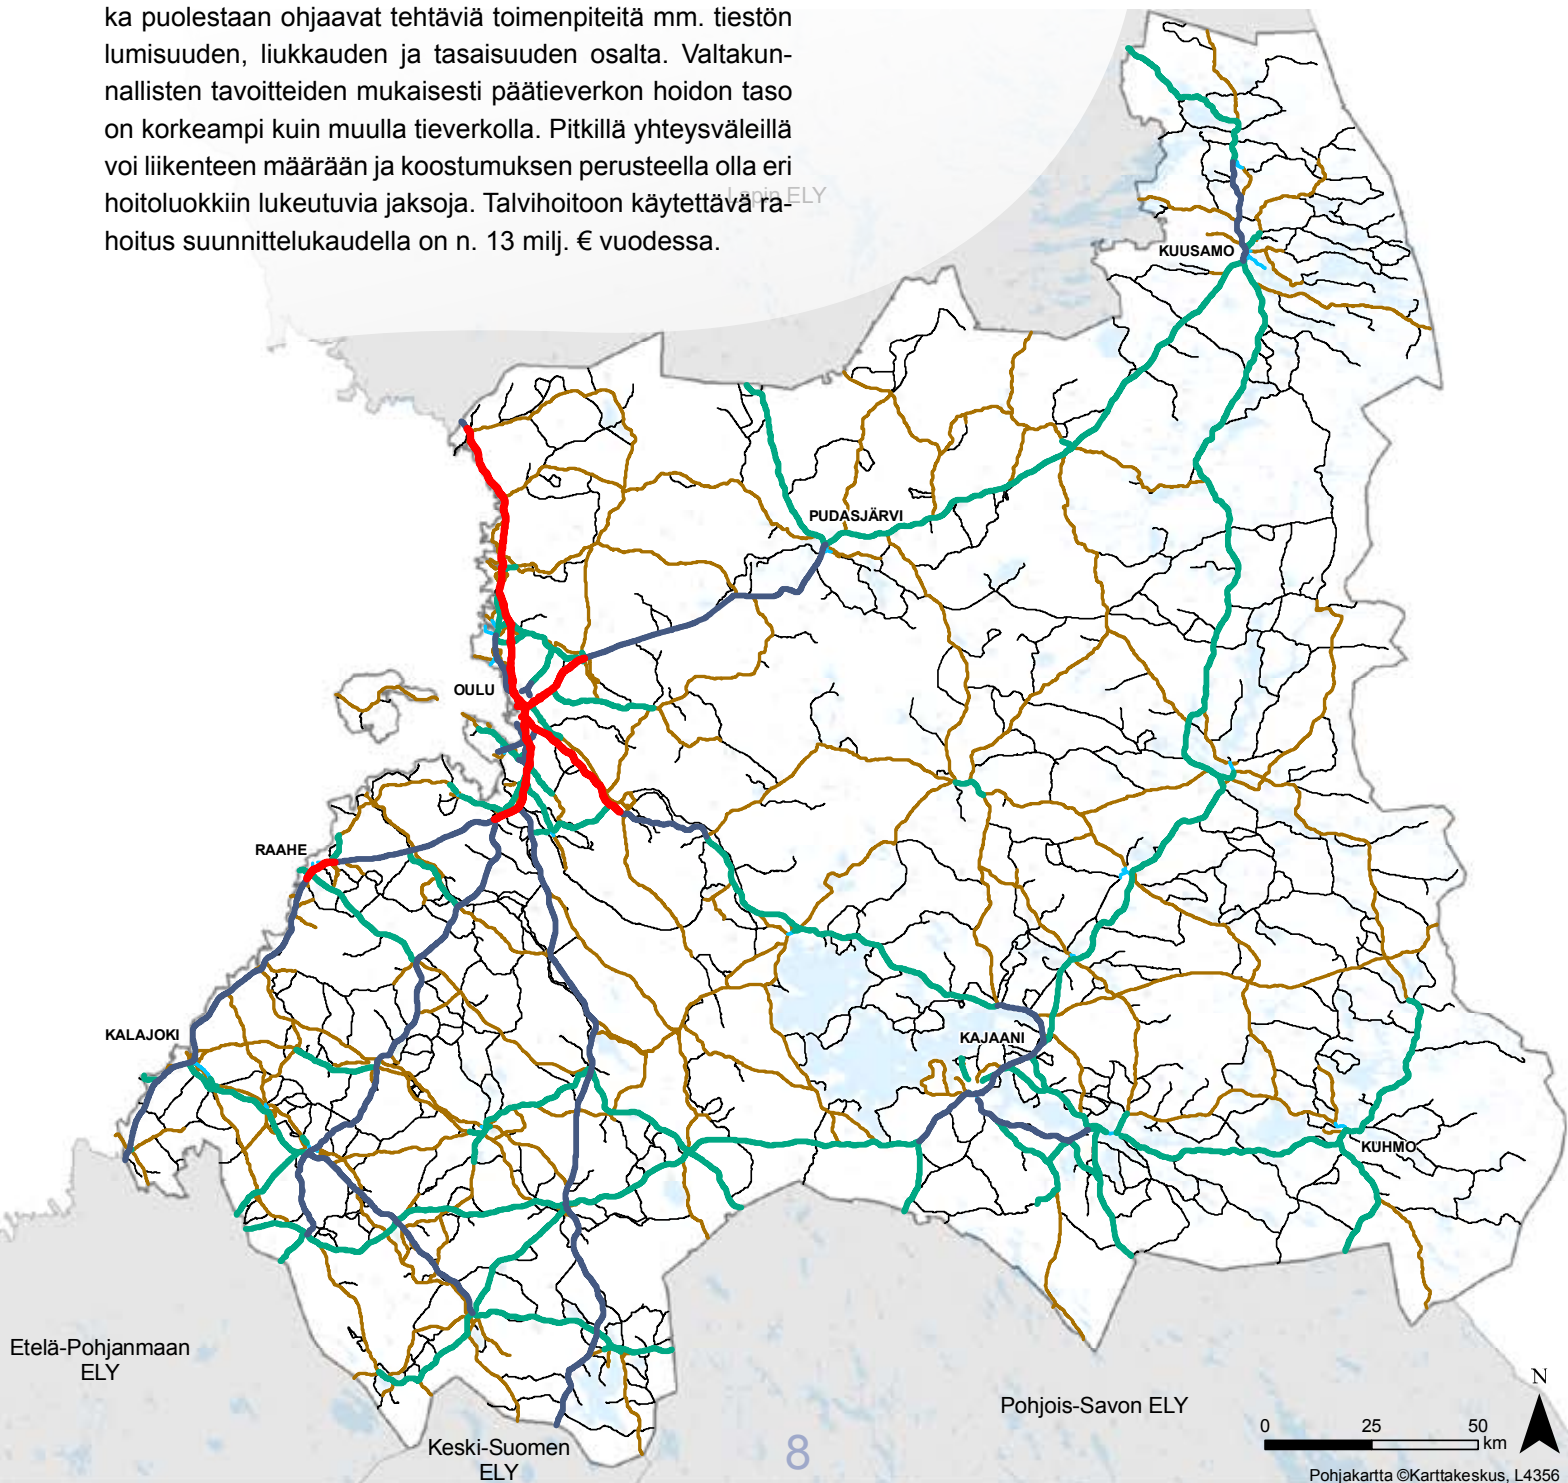 ka puolestaan ohjaavat tehtäviä toimenpiteitä mm. tiestön
lumisuuden, liukkauden ja tasaisuuden osalta. Valtakun-
nallisten tavoitteiden mukaisesti päätieverkon hoidon taso
on korkeampi kuin muulla tieverkolla. Pitkillä yhteysväleillä
voi liikenteen määrään ja koostumuksen perusteella olla eri
hoitoluokkiin lukeutuvia jaksoja. Talvihoitoon käytettävä ra-
hoitus suunnittelukaudella on n. 13 milj. € vuodessa.
Lapin ELY
KUUSAMO
PUDASJÄRVI
OULU
RAAHE
KALAJOKI
KAJAANI
KUHMO
Etelä-Pohjanmaan
ELY
Keski-Suomen
ELY
Pohjois-Savon ELY
8
N
0 25 50
km
Pohjakartta ©Karttakeskus, L4356